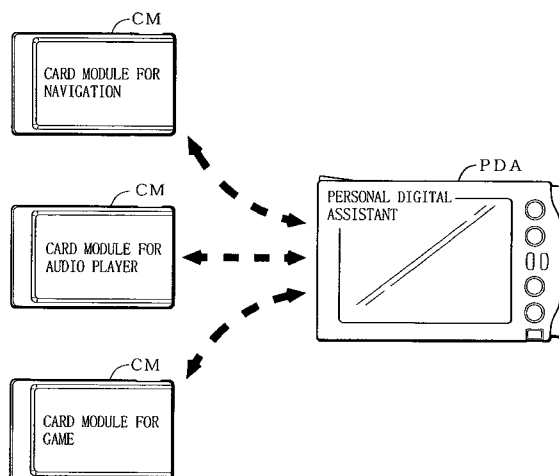 CM
CARD MODULE FOR
NAVIGATION
PDA
PERSONAL DIGITAL
ASSISTANT
CM
CARD MODULE FOR
AUDIO PLAYER
CM
CARD MODULE FOR
GAME